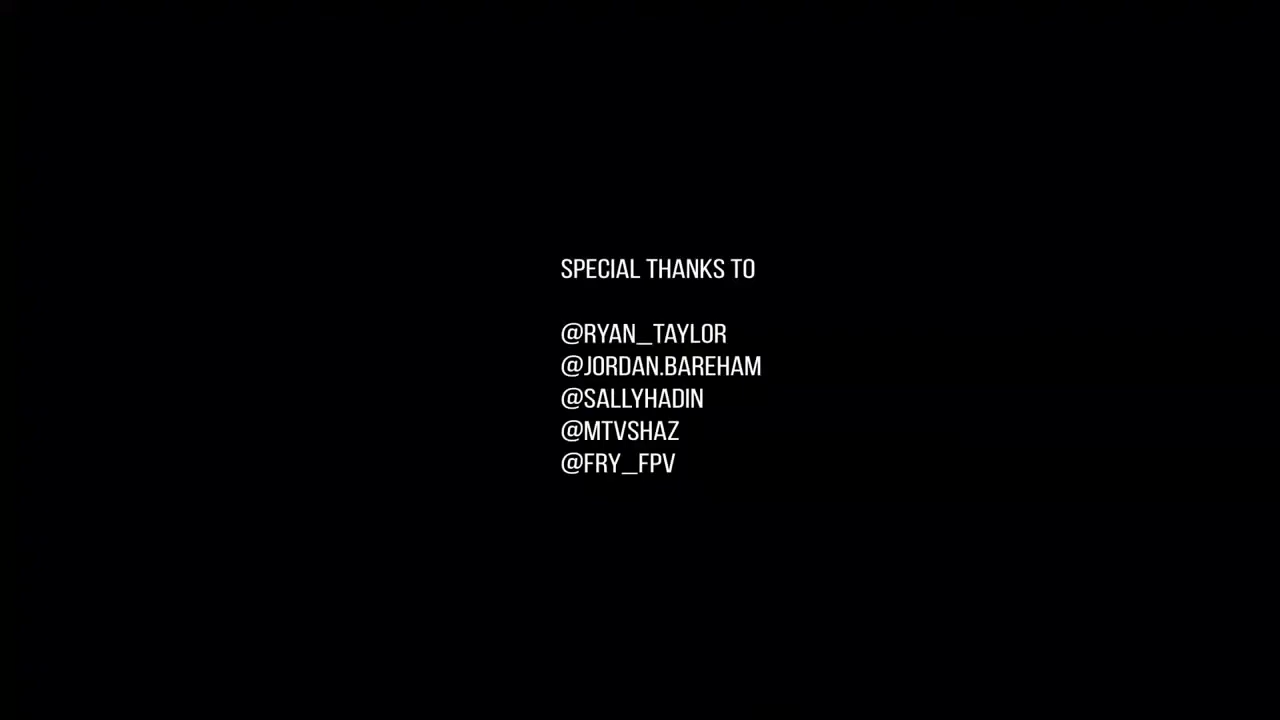 SPECIAL THANKS TO
@RYAN_TAYLOR
@JORDAN.BAREHAM
@SALLYHADIN
@MTVSHAZ
@FRY_FPV